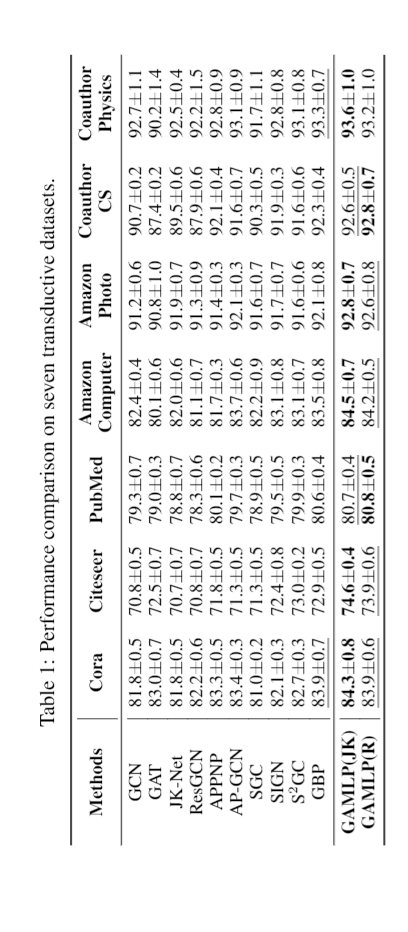 Table 1: Performance comparison on seven transductive datasets.
Methods Cora Citeseer PubMed Amazon Computer Amazon Photo Coauthor CS Coauthor Physics
GCN 81.8±0.5 70.8±0.5 79.3±0.7 82.4±0.4 91.2±0.6 90.7±0.2 92.7±1.1
GAT 83.0±0.7 72.5±0.7 79.0±0.3 80.1±0.6 90.8±1.0 87.4±0.2 90.2±1.4
JK-Net 81.8±0.5 70.7±0.7 78.8±0.7 82.0±0.6 91.9±0.7 89.5±0.6 92.5±0.4
ResGCN 82.2±0.6 70.8±0.7 78.3±0.6 81.1±0.7 91.3±0.9 87.9±0.6 92.2±1.5
APPNP 83.3±0.5 71.8±0.5 80.1±0.2 81.7±0.3 91.4±0.3 92.1±0.4 92.8±0.9
AP-GCN 83.4±0.3 71.3±0.5 79.7±0.3 83.7±0.6 92.1±0.3 91.6±0.7 93.1±0.9
SGC 81.0±0.2 71.3±0.5 78.9±0.5 82.2±0.9 91.6±0.7 90.3±0.5 91.7±1.1
SIGN 82.1±0.3 72.4±0.8 79.5±0.5 83.1±0.8 91.7±0.7 91.9±0.3 92.8±0.8
S²GC 82.7±0.3 73.0±0.2 79.9±0.3 83.1±0.7 91.6±0.6 91.6±0.6 93.1±0.8
GBP 83.9±0.7 72.9±0.5 80.6±0.4 83.5±0.8 92.1±0.8 92.3±0.4 93.3±0.7
GAMLP(JK) 84.3±0.8 74.6±0.4 80.7±0.4 84.5±0.7 92.8±0.7 92.6±0.5 93.6±1.0
GAMLP(R) 83.9±0.6 73.9±0.6 80.8±0.5 84.2±0.5 92.6±0.8 92.8±0.7 93.2±1.0